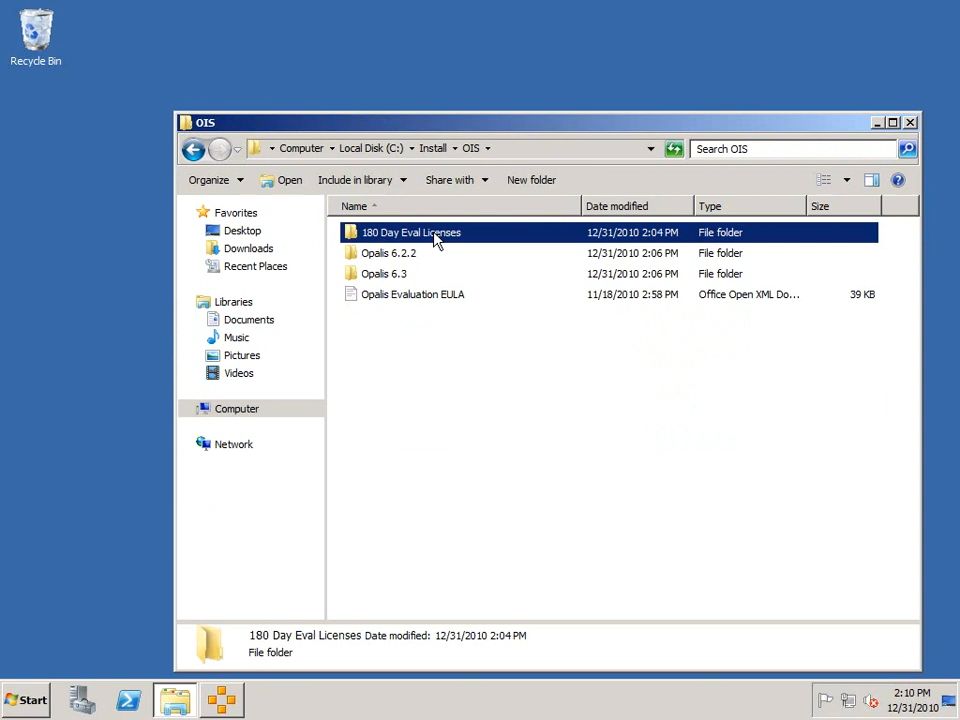 Recycle Bin
OIS
Computer Local Disk (C:) Install OIS
Search OIS
Organize Open Include in library Share with New folder
Name Date modified Type Size
Favorites
Desktop
Downloads
Recent Places
Libraries
Documents
Music
Pictures
Videos
Computer
Network
180 Day Eval Licenses 12/31/2010 2:04 PM File folder
Opalis 6.2.2 12/31/2010 2:06 PM File folder
Opalis 6.3 12/31/2010 2:06 PM File folder
Opalis Evaluation EULA 11/18/2010 2:58 PM Office Open XML Do... 39 KB
180 Day Eval Licenses Date modified: 12/31/2010 2:04 PM
File folder
Start
2:10 PM
12/31/2010